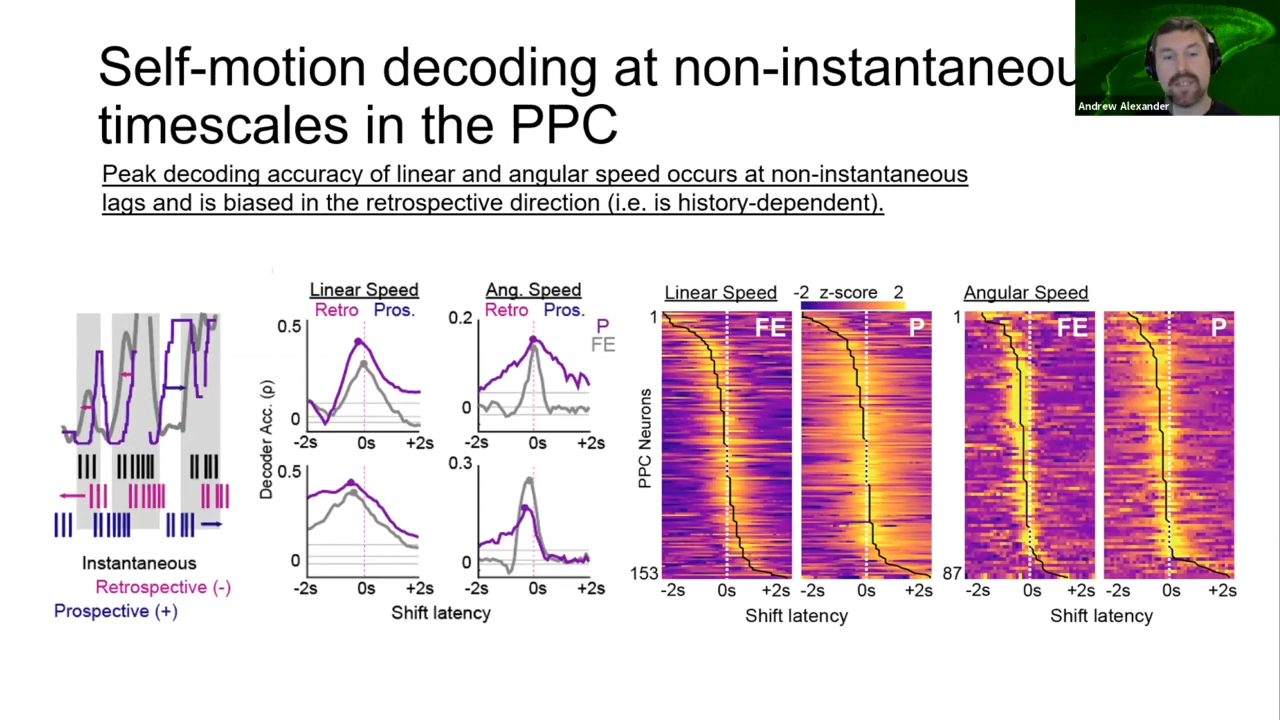 Self-motion decoding at non-instantaneou
timescales in the PPC
Andrew Alexander
Peak decoding accuracy of linear and angular speed occurs at non-instantaneous
lags and is biased in the retrospective direction (i.e. is history-dependent).
Instantaneous
Retrospective (-)
Prospective (+)
Linear Speed
Retro Pros.
Ang. Speed
Retro Pros.
P
FE
Decoder Acc. (ρ)
0.5
0
-2s 0s +2s
0.2
0
-2s 0s +2s
0.5
0
-2s 0s +2s
0.3
0
-2s 0s +2s
Shift latency
Linear Speed
-2 z-score 2
FE
P
PPC Neurons
1
153
-2s 0s +2s
-2s 0s +2s
Shift latency
Angular Speed
FE
P
1
87
-2s 0s +2s
-2s 0s +2s
Shift latency